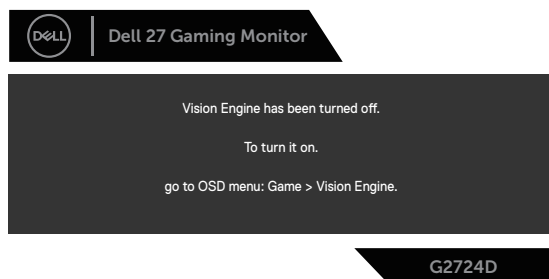 DELL
Dell 27 Gaming Monitor
Vision Engine has been turned off.
To turn it on.
go to OSD menu: Game > Vision Engine.
G2724D